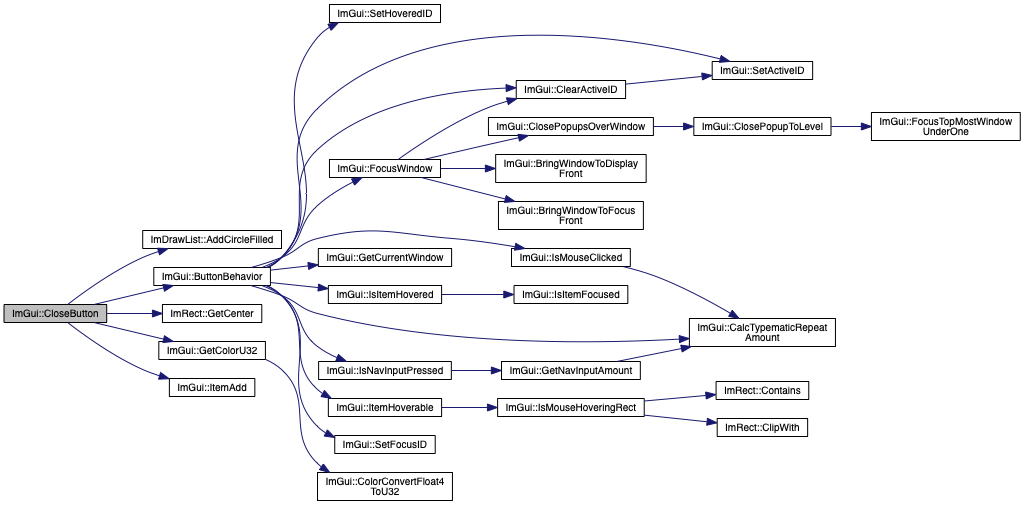 ImGui::SetHoveredID
ImGui::SetActiveID
ImGui::ClearActiveID
ImGui::ClosePopupsOverWindow
ImGui::ClosePopupToLevel
ImGui::FocusTopMostWindow
UnderOne
ImGui::FocusWindow
ImGui::BringWindowToDisplay
Front
ImGui::BringWindowToFocus
Front
ImDrawList::AddCircleFilled
ImGui::GetCurrentWindow
ImGui::IsMouseClicked
ImGui::ButtonBehavior
ImGui::IsItemHovered
ImGui::IsItemFocused
ImGui::CloseButton
ImRect::GetCenter
ImGui::CalcTypematicRepeat
Amount
ImGui::GetColorU32
ImGui::IsNavInputPressed
ImGui::GetNavInputAmount
ImGui::ItemAdd
ImRect::Contains
ImGui::ItemHoverable
ImGui::IsMouseHoveringRect
ImRect::ClipWith
ImGui::SetFocusID
ImGui::ColorConvertFloat4
ToU32